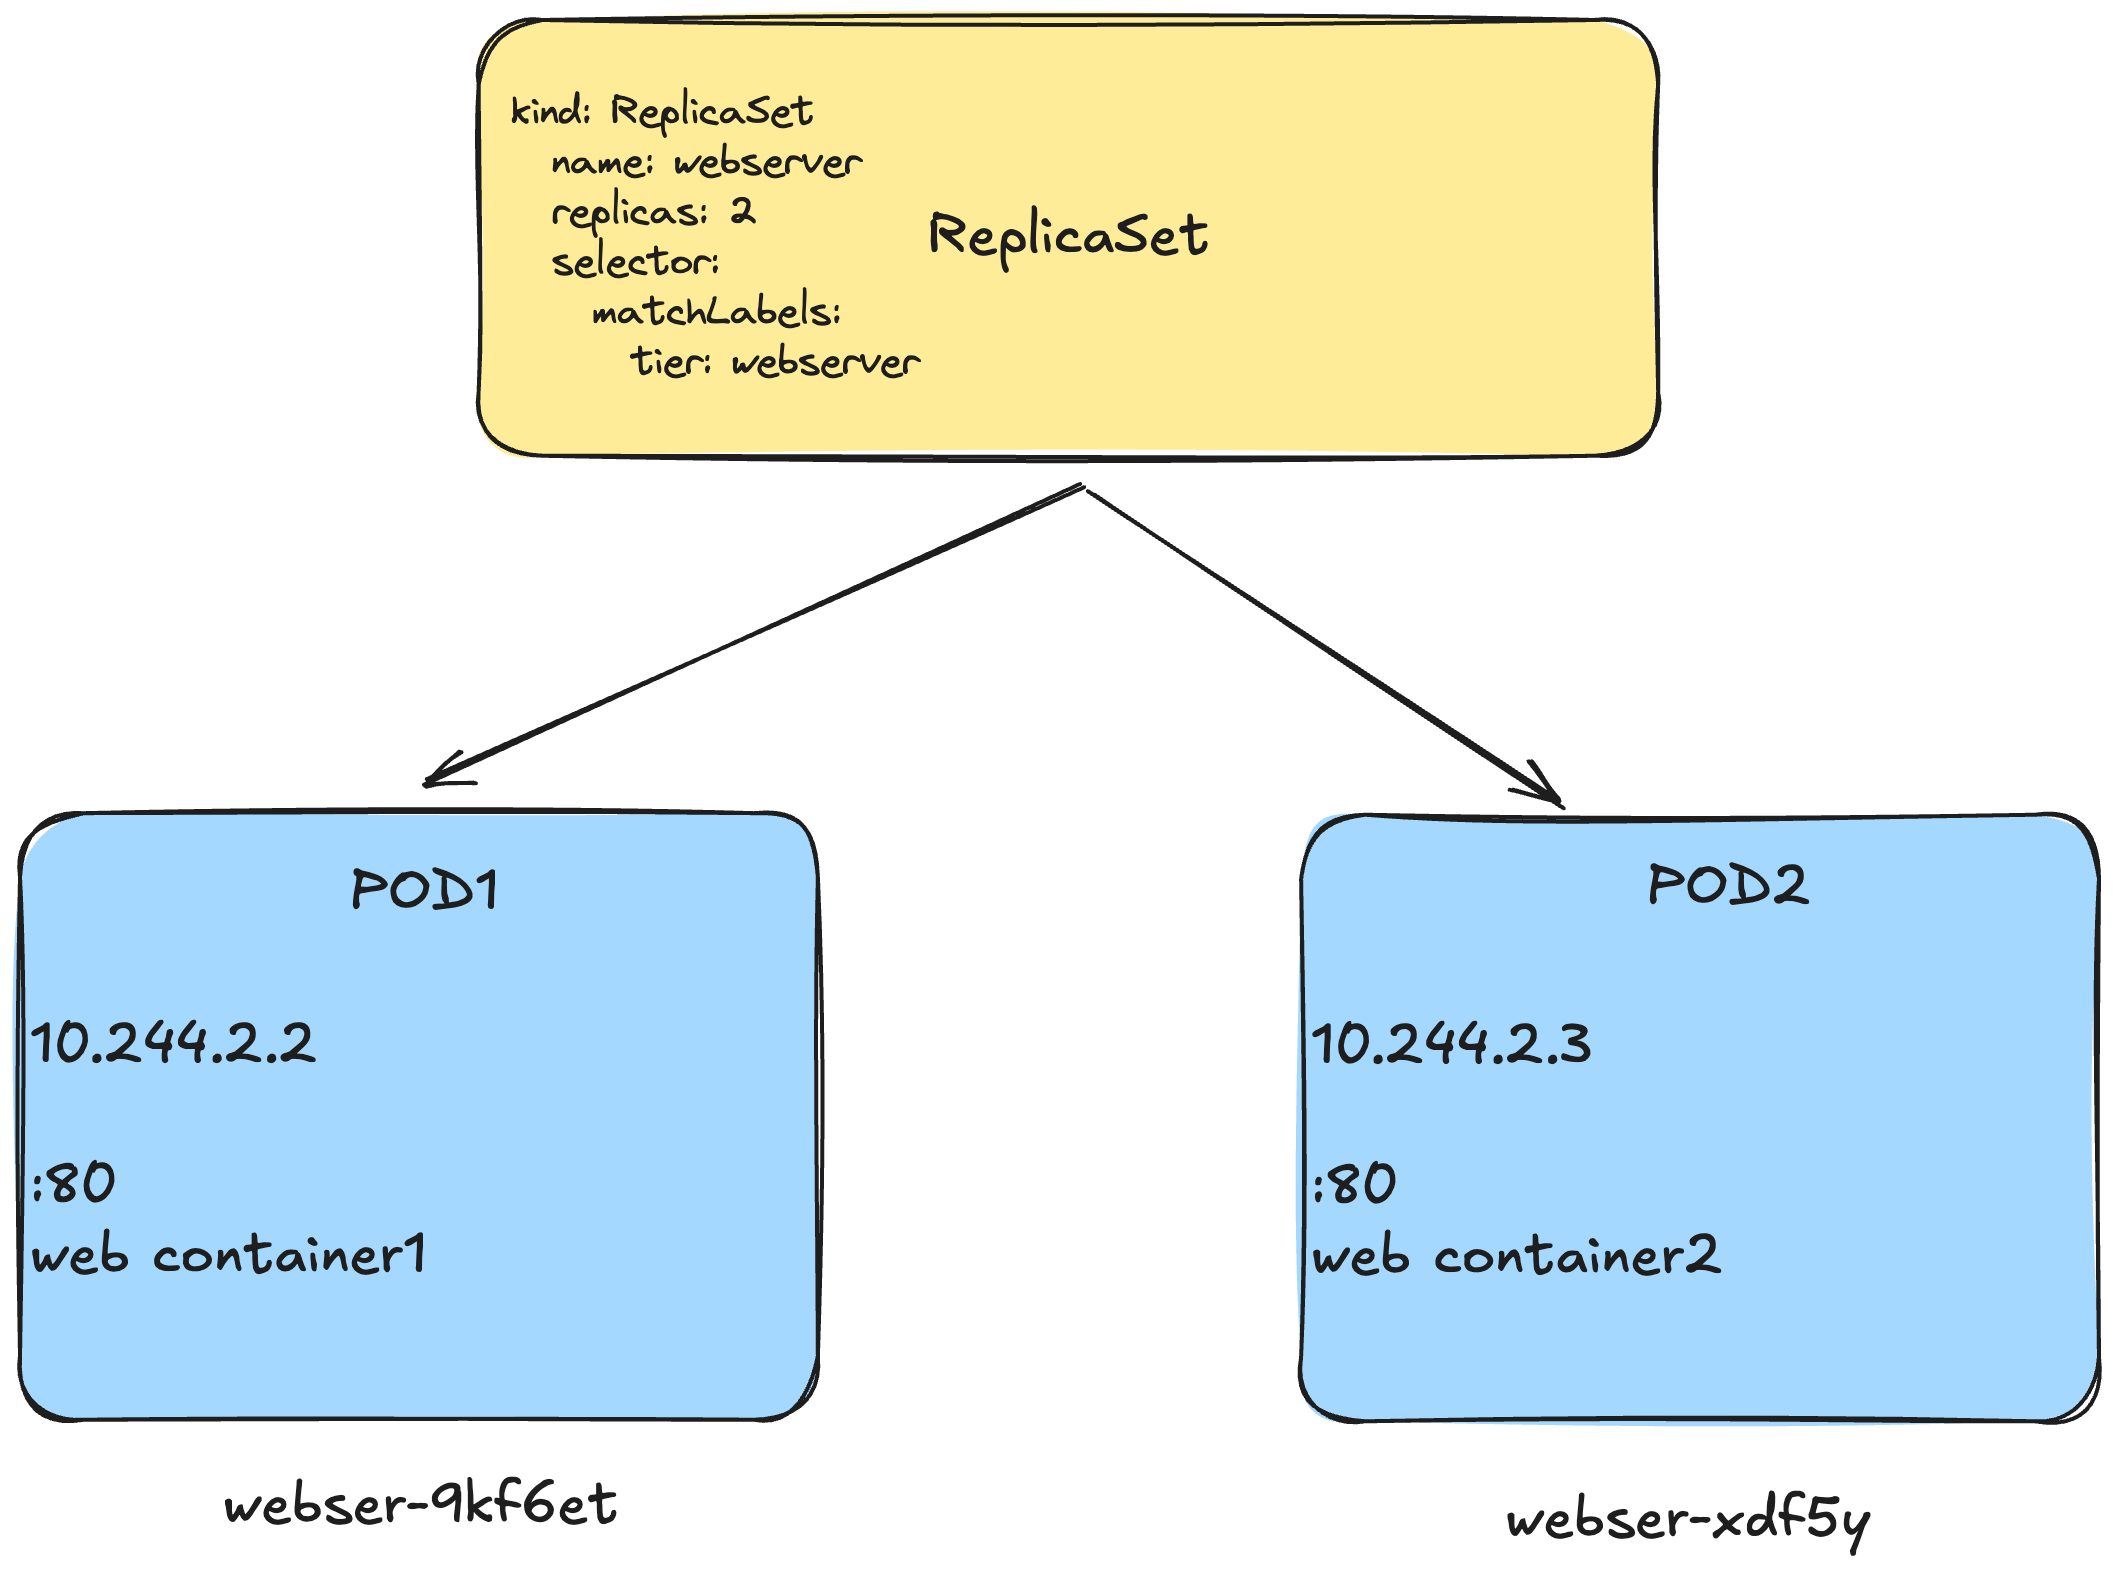 kind: ReplicaSet
name: webserver
replicas: 2
selector:
matchLabels:
tier: webserver
ReplicaSet
POD1
10.244.2.2
:80
web container1
webser-9kf6et
POD2
10.244.2.3
:80
web container2
webser-xdf5y